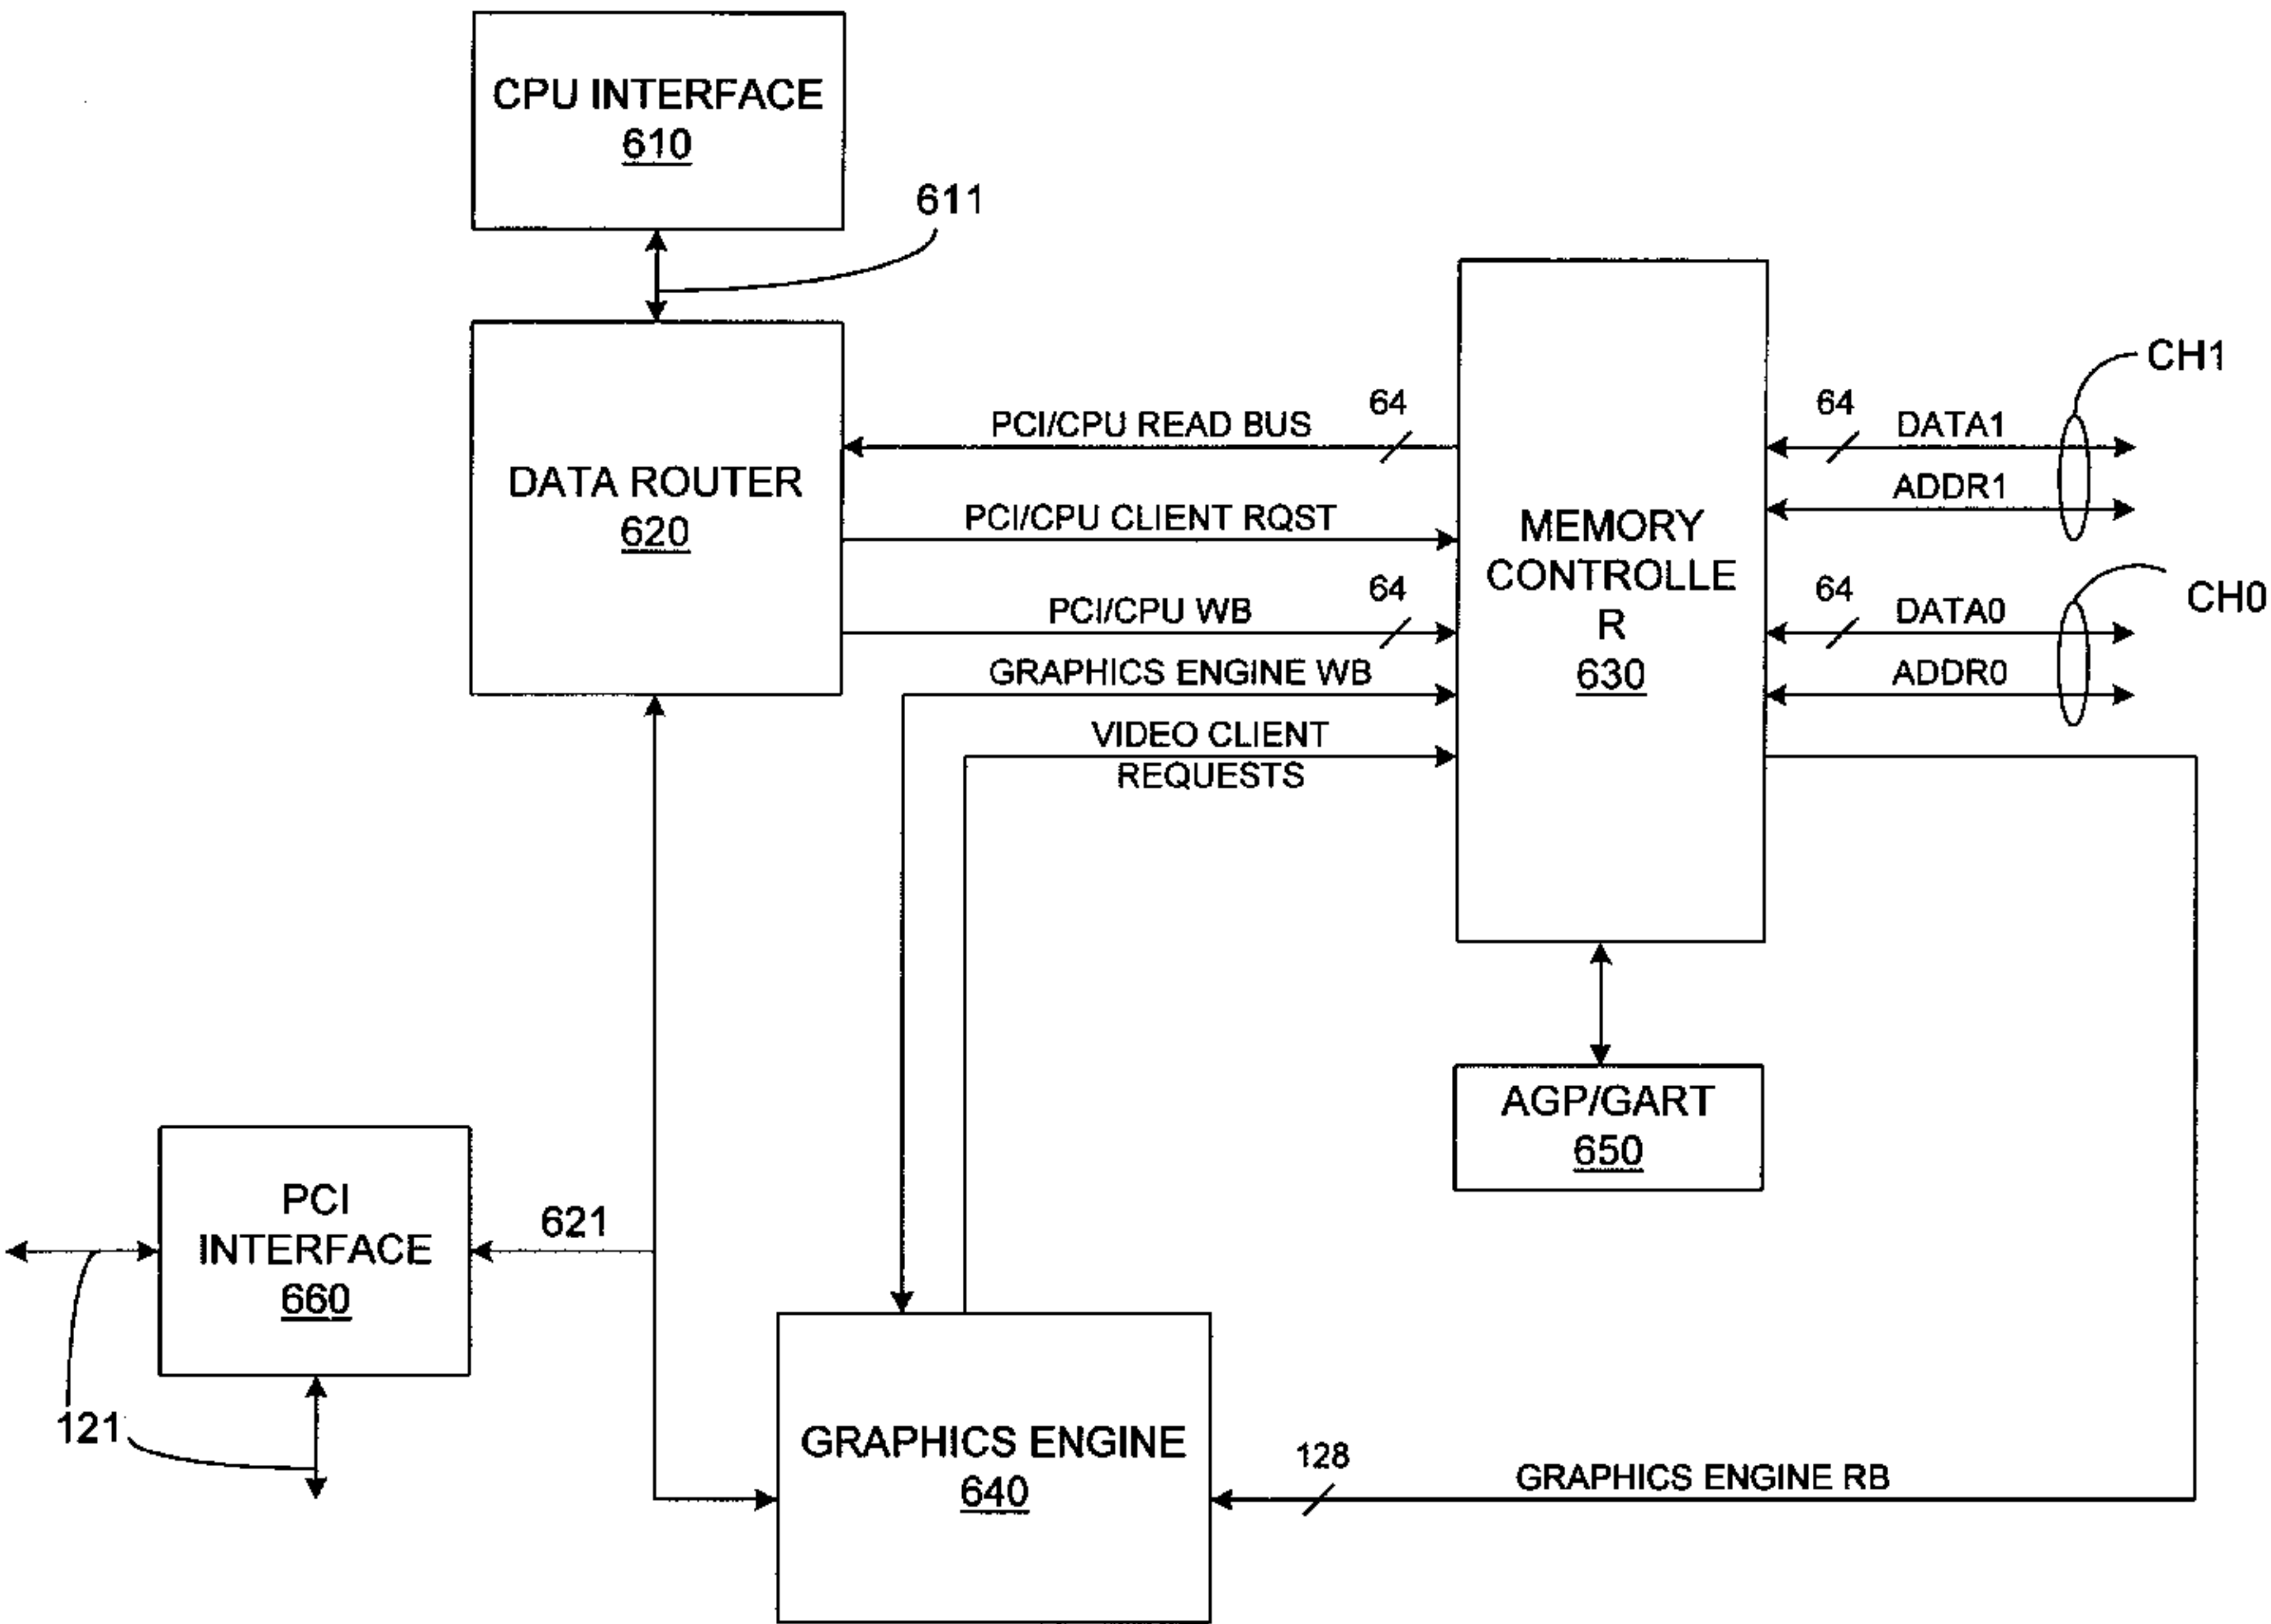 CPU INTERFACE
610
611
DATA ROUTER
620
PCI/CPU READ BUS
64
PCI/CPU CLIENT RQST
PCI/CPU WB
64
GRAPHICS ENGINE WB
VIDEO CLIENT
REQUESTS
MEMORY
CONTROLLE
R
630
64
DATA1
ADDR1
CH1
64
DATA0
ADDR0
CH0
AGP/GART
650
PCI
INTERFACE
660
621
121
GRAPHICS ENGINE
640
128
GRAPHICS ENGINE RB